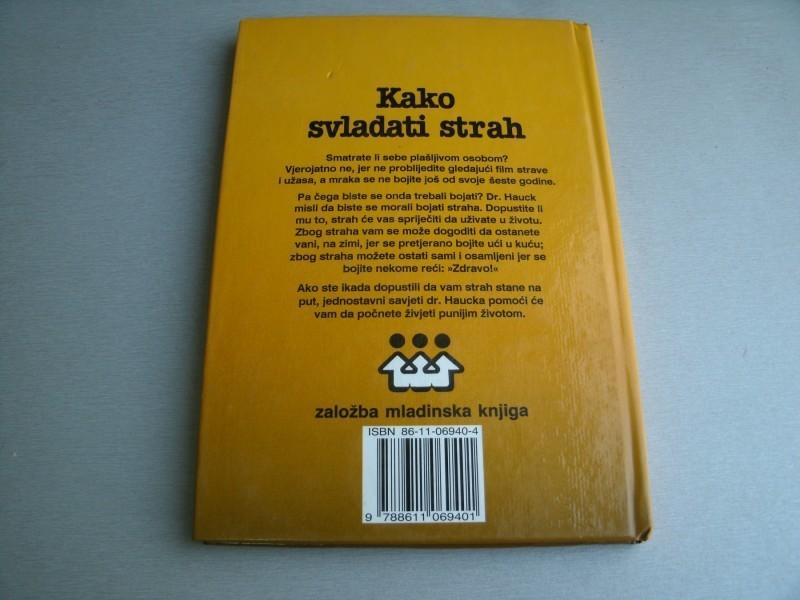 Kako
svladati strah
Smatrate li sebe plašljivom osobom?
Vjerojatno ne, jer ne problijedite gledajući film strave
i užasa, a mraka se ne bojite još od svoje šeste godine.
Pa čega biste se onda trebali bojati? Dr. Hauck
misli da biste se morali bojati straha. Dopustite li
mu to, strah će vas spriječiti da uživate u životu.
Zbog straha vam se može dogoditi da ostanete
vani, na zimi, jer se pretjerano bojite ući u kuću;
zbog straha možete ostati sami i osamljeni jer se
bojite nekome reći: »Zdravo!«
Ako ste ikada dopustili da vam strah stane na
put, jednostavni savjeti dr. Haucka pomoći će
vam da počnete živjeti punijim životom.
založba mladinska knjiga
ISBN 86-11-06940-4
9 788611 069401